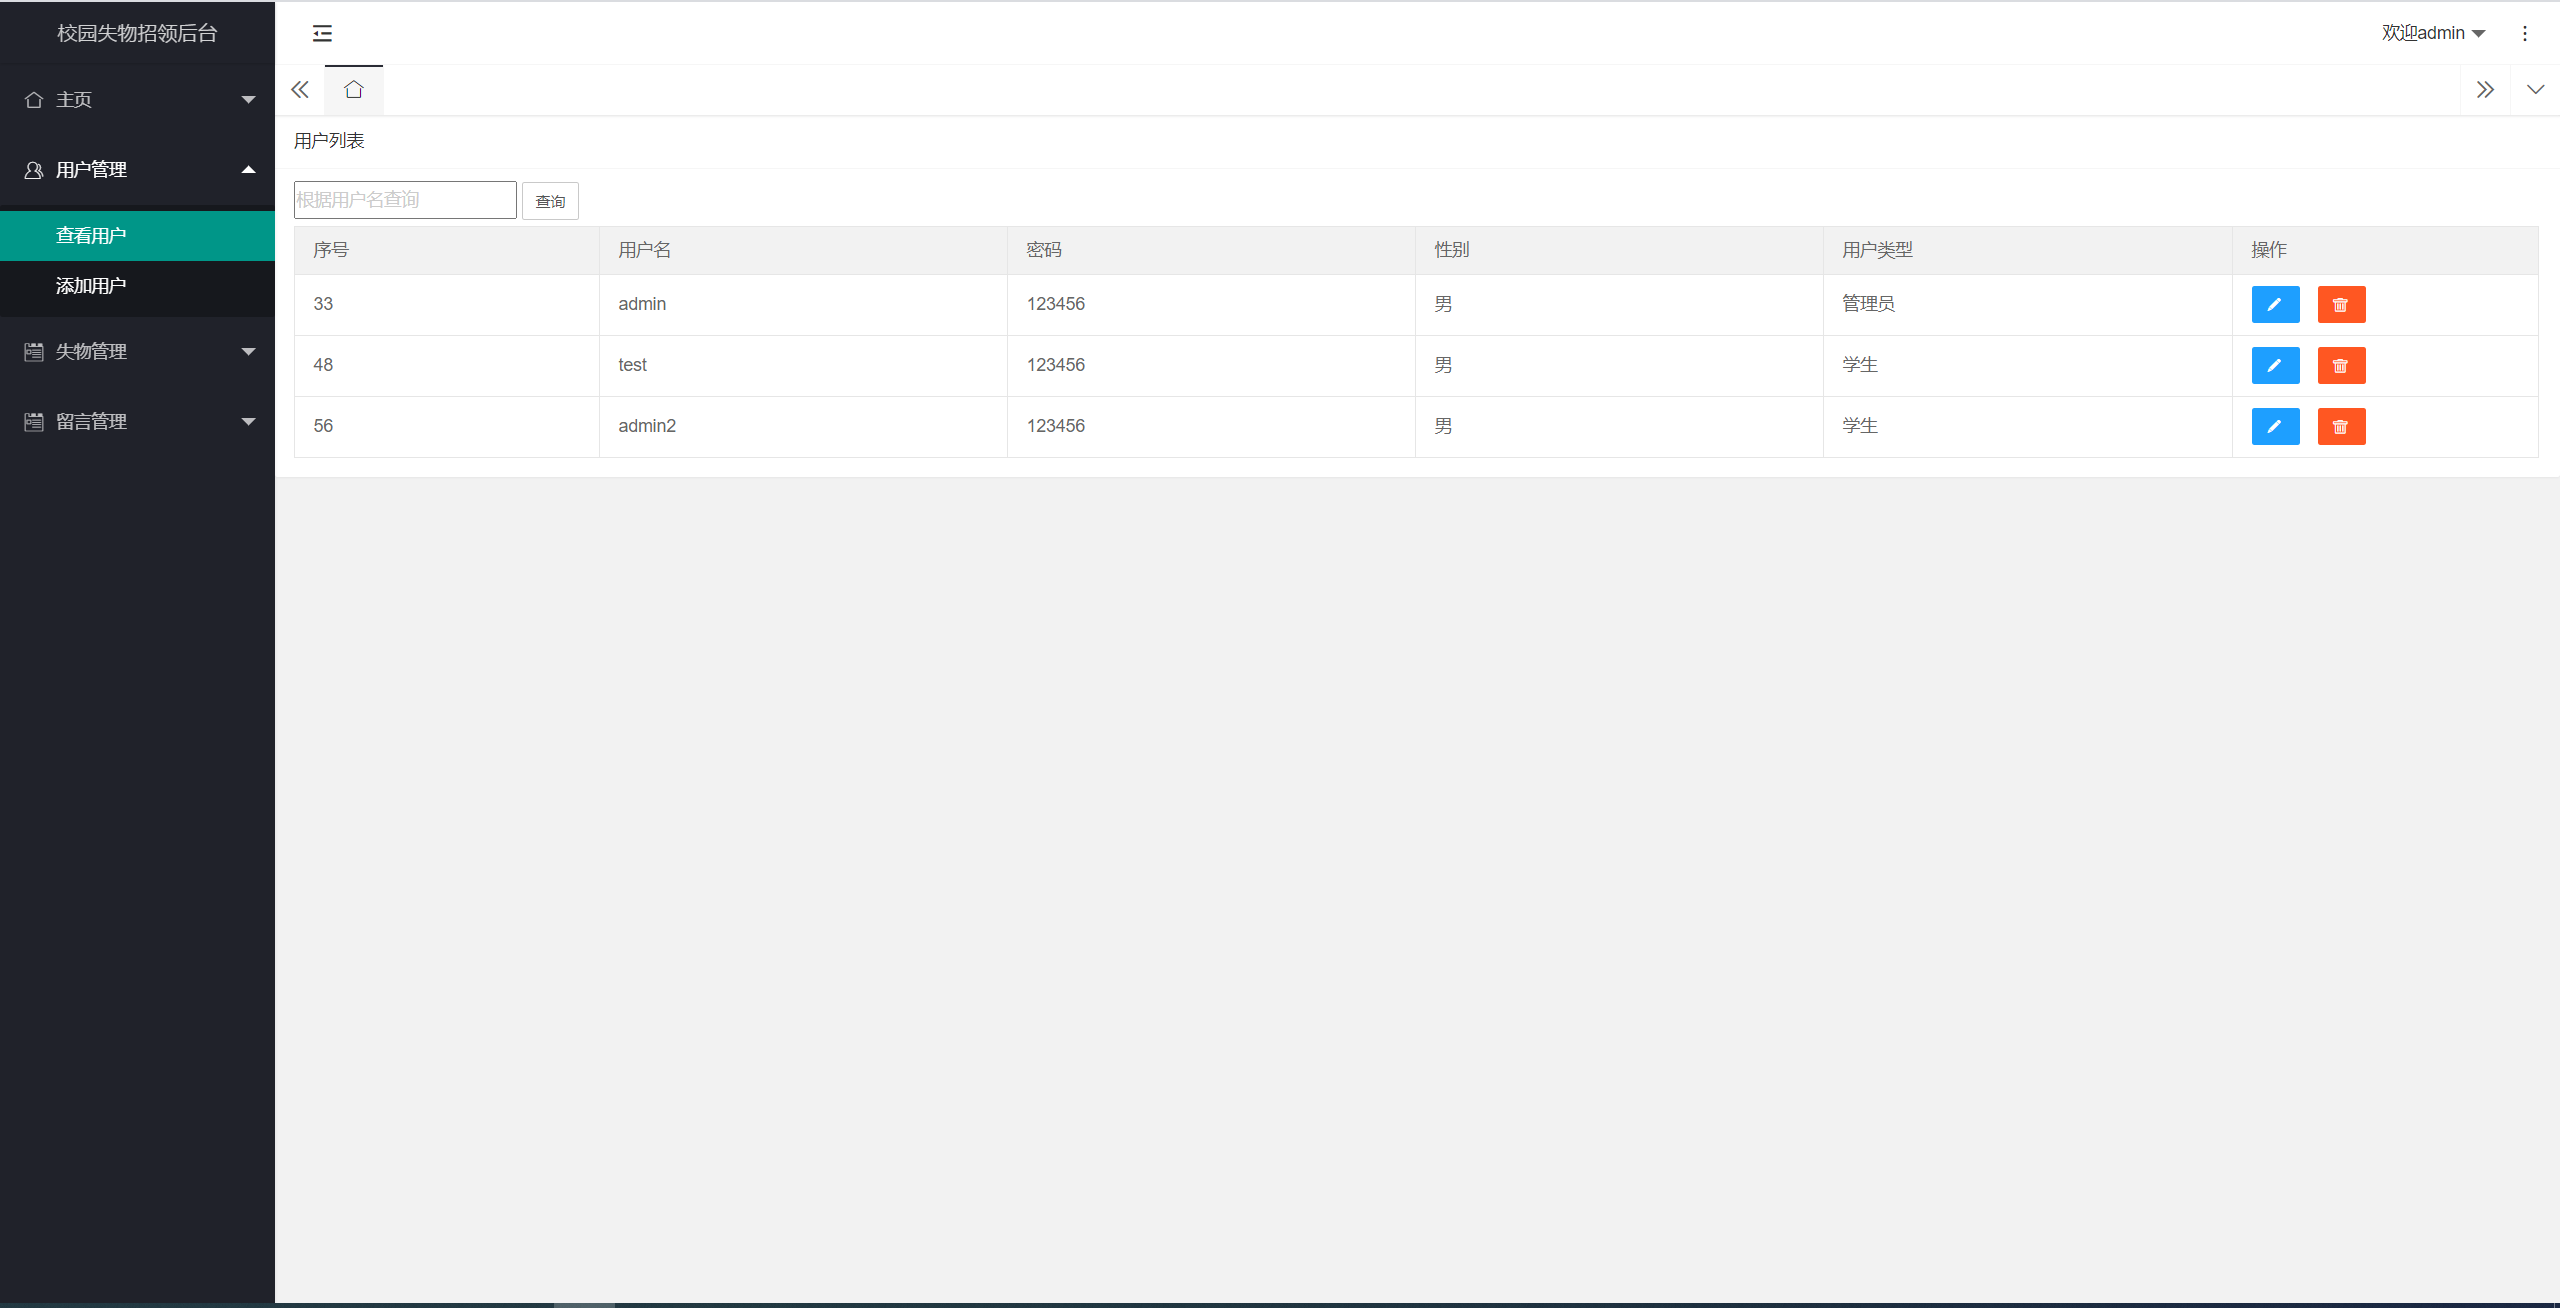 校园失物招领后台
欢迎admin
主页
用户管理
查看用户
添加用户
失物管理
留言管理
用户列表
根据用户名查询 查询
序号 用户名 密码 性别 用户类型 操作
33 admin 123456 男 管理员
48 test 123456 男 学生
56 admin2 123456 男 学生